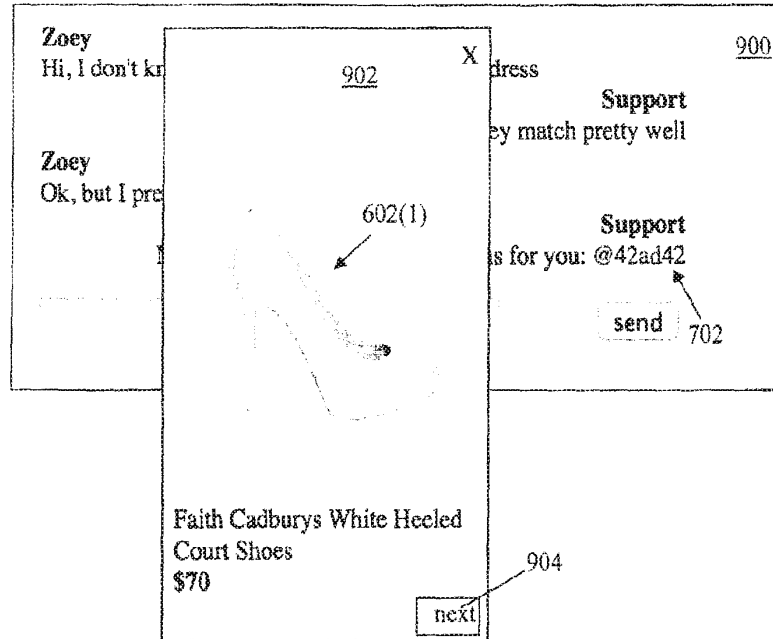 Zoey
Hi, I don't kn
dress
900
902
X
Support
ey match pretty well
Zoey
Ok, but I pre
602(1)
Support
s for you: @42ad42
send
702
Faith Cadburys White Heeled
Court Shoes
$70
904
next